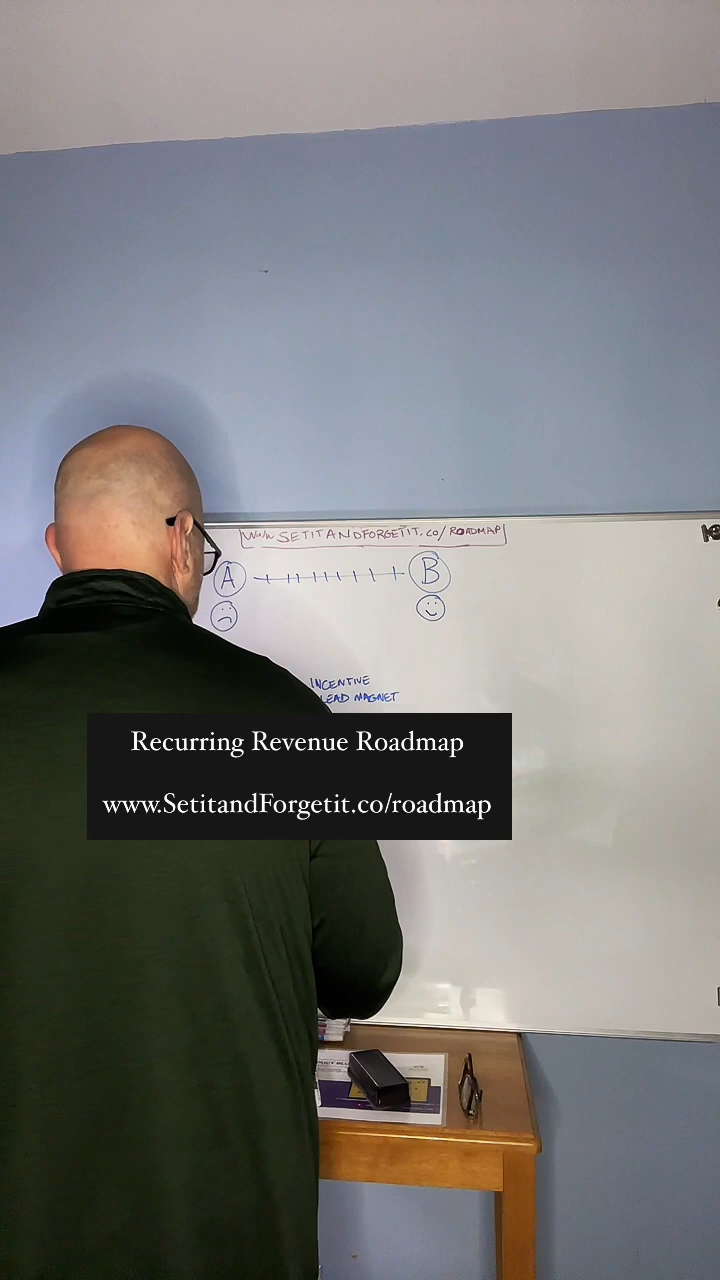 www.SETITANDFORGETIT.CO/ROADMAP
A
B
INCENTIVE
LEAD MAGNET
Recurring Revenue Roadmap
www.SetitandForgetit.co/roadmap